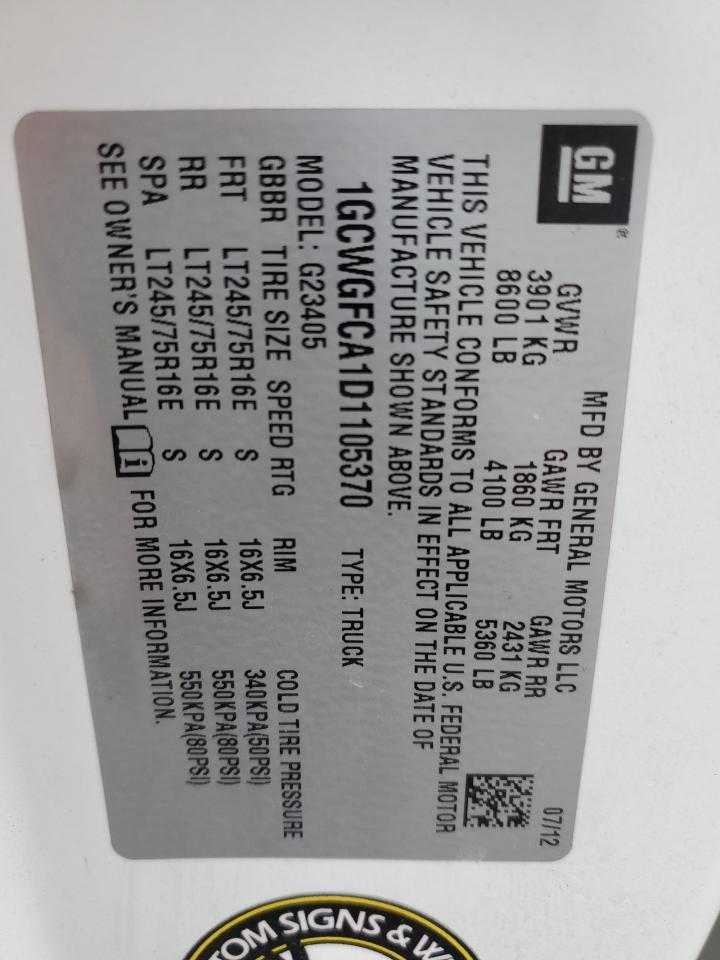 GM®
MFD BY GENERAL MOTORS LLC 07/12
GVWR GAWR FRT GAWR RR
3901 KG 1860 KG 2431 KG
8600 LB 4100 LB 5360 LB
THIS VEHICLE CONFORMS TO ALL APPLICABLE U.S. FEDERAL MOTOR
VEHICLE SAFETY STANDARDS IN EFFECT ON THE DATE OF
MANUFACTURE SHOWN ABOVE.
1GCWGFCA1D1105370 TYPE: TRUCK
MODEL: G23405
GBBR TIRE SIZE SPEED RTG RIM COLD TIRE PRESSURE
FRT LT245/75R16E S 16X6.5J 340KPA(50PSI)
RR LT245/75R16E S 16X6.5J 550KPA(80PSI)
SPA LT245/75R16E S 16X6.5J 550KPA(80PSI)
SEE OWNER'S MANUAL i FOR MORE INFORMATION.
TOM SIGNS &